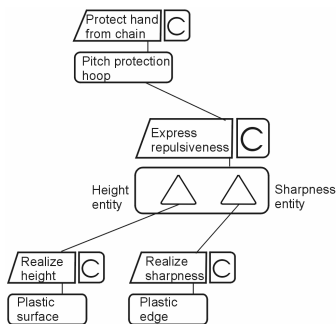 Protect hand
from chain
C
Pitch protection
hoop
Express
repulsiveness
C
Height
entity
Sharpness
entity
Realize
height
C
Realize
sharpness
C
Plastic
surface
Plastic
edge